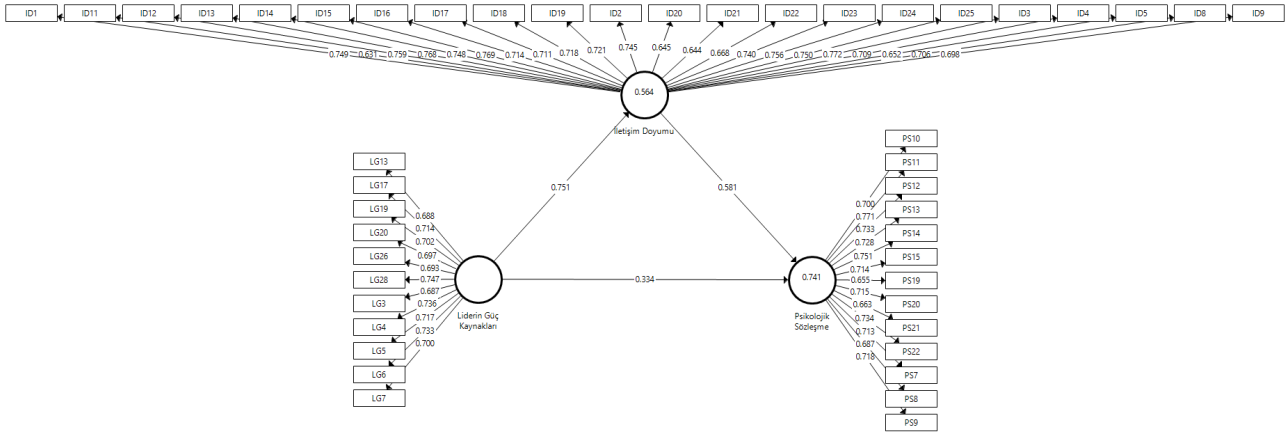 ID1 ID11 ID12 ID13 ID14 ID15 ID16 ID17 ID18 ID19 ID2 ID20 ID21 ID22 ID23 ID24 ID25 ID3 ID4 ID5 ID8 ID9
0.749 0.631 0.759 0.768 0.748 0.769 0.714 0.711 0.718 0.721 0.745 0.645 0.644 0.668 0.740 0.756 0.750 0.772 0.709 0.652 0.706 0.698
0.564
İletişim Doyumu
0.751
0.581
LG13
LG17
LG19
LG20
LG26
LG28
LG3
LG4
LG5
LG6
LG7
0.688
0.714
0.702
0.697
0.693
0.747
0.687
0.736
0.717
0.733
0.700
Liderin Güç
Kaynakları
0.334
0.741
Psikolojik
Sözleşme
0.700
0.771
0.733
0.728
0.751
0.714
0.655
0.715
0.663
0.734
0.713
0.687
0.718
PS10
PS11
PS12
PS13
PS14
PS15
PS19
PS20
PS21
PS22
PS7
PS8
PS9